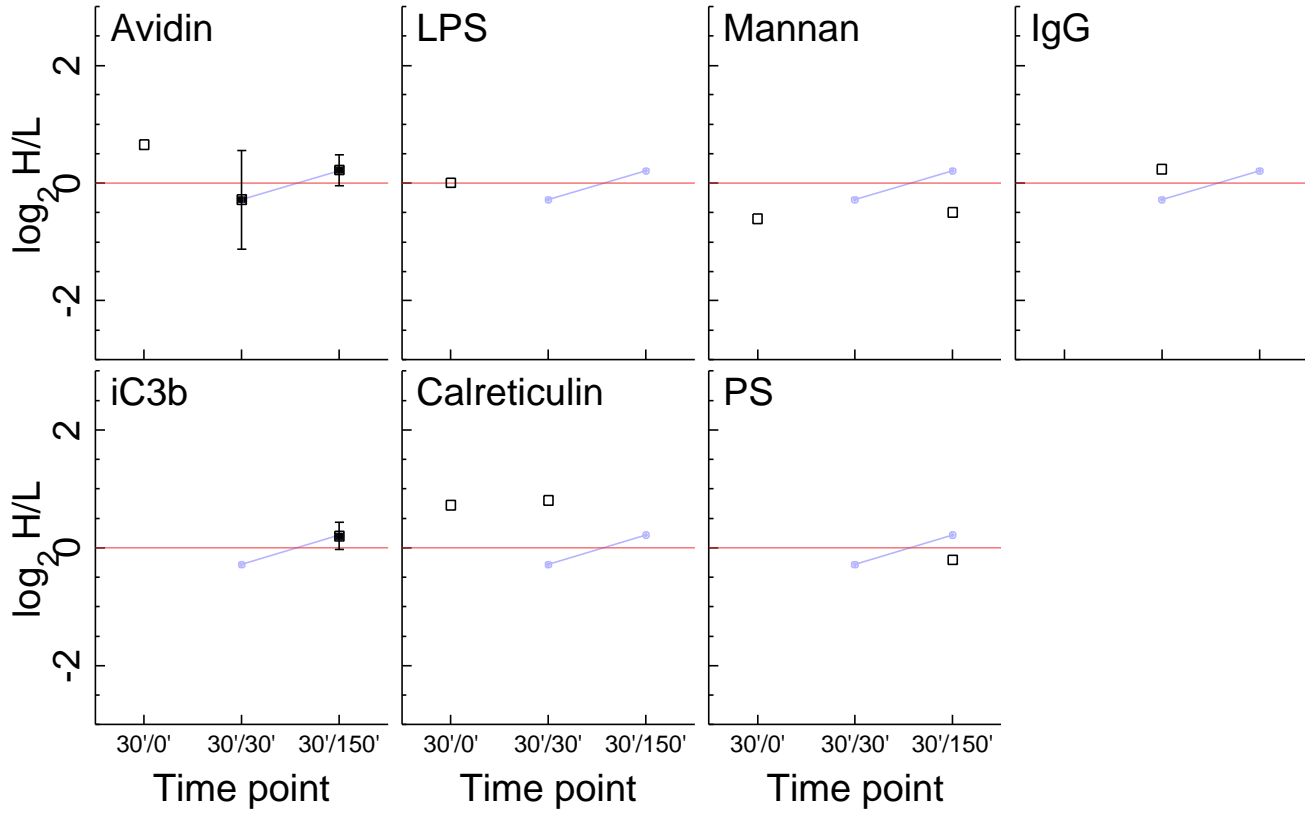 Avidin
LPS
Mannan
IgG
2
0
-2
log2 H/L
iC3b
Calreticulin
PS
2
0
-2
log2 H/L
30'/0' 30'/30' 30'/150'
30'/0' 30'/30' 30'/150'
30'/0' 30'/30' 30'/150'
Time point
Time point
Time point